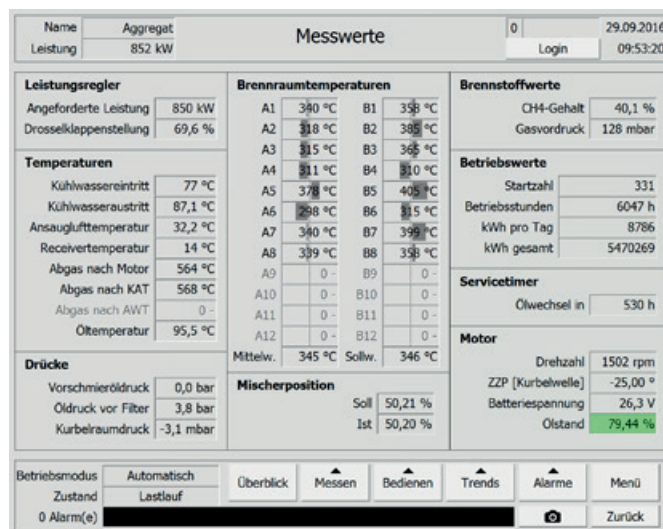 Name Aggregat
Leistung 852 kW
Messwerte
0
Login
29.09.2016
09:53:20
Leistungsregler
Angeforderte Leistung 850 kW
Drosselklappenstellung 69,6 %
Temperaturen
Kühlwassereintritt 77 °C
Kühlwasseraustritt 87,1 °C
Ansauglufttemperatur 32,2 °C
Receivertemperatur 14 °C
Abgas nach Motor 564 °C
Abgas nach KAT 568 °C
Abgas nach AWT 0 -
Öltemperatur 95,5 °C
Drücke
Vorschmieröldruck 0,0 bar
Öldruck vor Filter 3,8 bar
Kurbelraumdruck -3,1 mbar
Brennraumtemperaturen
A1 340 °C B1 358 °C
A2 318 °C B2 385 °C
A3 315 °C B3 365 °C
A4 311 °C B4 310 °C
A5 378 °C B5 405 °C
A6 298 °C B6 315 °C
A7 340 °C B7 399 °C
A8 339 °C B8 358 °C
A9 0 - B9 0 -
A10 0 - B10 0 -
A11 0 - B11 0 -
A12 0 - B12 0 -
Mittelw. 345 °C Sollw. 346 °C
Mischerposition
Soll 50,21 %
Ist 50,20 %
Brennstoffwerte
CH4-Gehalt 40,1 %
Gasvordruck 128 mbar
Betriebswerte
Startzahl 331
Betriebsstunden 6047 h
kWh pro Tag 8786
kWh gesamt 5470269
Servicetimer
Ölwechsel in 530 h
Motor
Drehzahl 1502 rpm
ZZP [Kurbelwelle] -25,00 °
Batteriespannung 26,3 V
Ölstand 79,44 %
Betriebsmodus Automatisch
Zustand Lastlauf
0 Alarm(e)
Überblick Messen Bedienen Trends Alarme Menü
Zurück